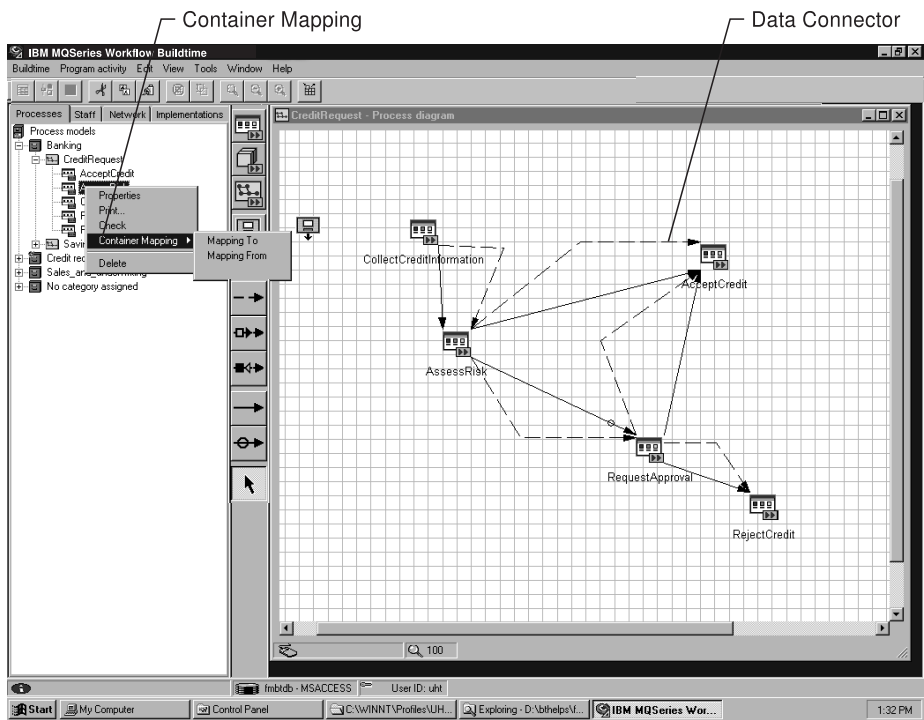 Container Mapping
Data Connector
IBM MQSeries Workflow Buildtime
Buildtime Program activity Edit View Tools Window Help
Processes Staff Network Implementations
CreditRequest - Process diagram
Process models
Banking
CreditRequest
AcceptCredit
Properties
Print...
Check
Container Mapping
Delete
Mapping To
Mapping From
Credit
Sales_and
No category assigned
CollectCreditInformation
AcceptCredit
AssessRisk
RequestApproval
RejectCredit
100
fmbtdb - MSACCESS
User ID: uht
Start
My Computer
Control Panel
C:\WINNT\Profiles\UH...
Exploring - D:\bthelps\f...
IBM MQSeries Wor...
1:32 PM